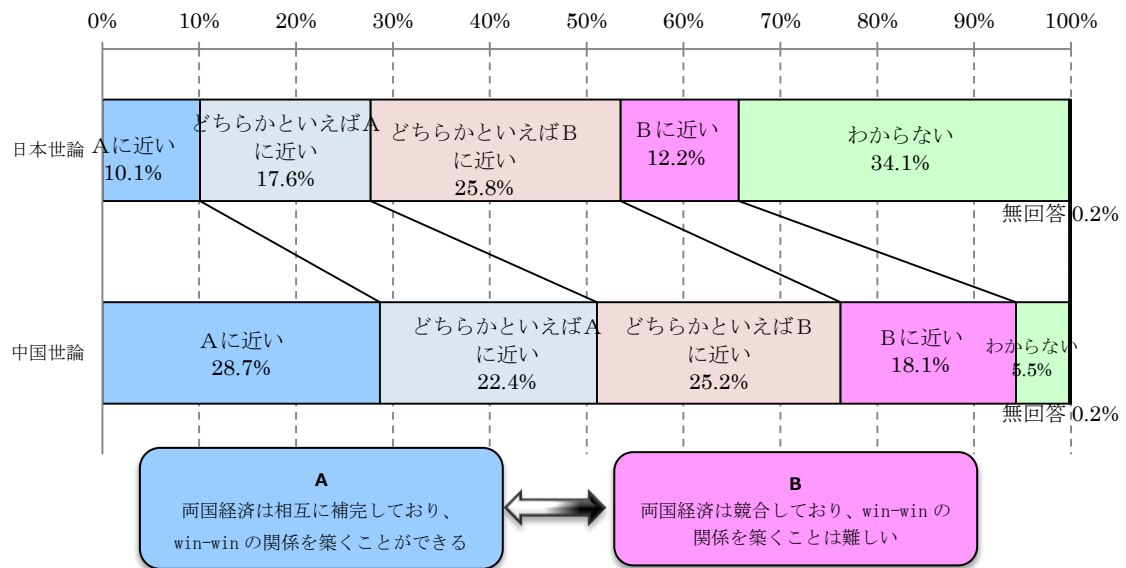 0% 10% 20% 30% 40% 50% 60% 70% 80% 90% 100%
日本世論
Aに近い
10.1%
どちらかといえばA
に近い
17.6%
どちらかといえばB
に近い
25.8%
Bに近い
12.2%
わからない
34.1%
無回答 0.2%
中国世論
Aに近い
28.7%
どちらかといえばA
に近い
22.4%
どちらかといえばB
に近い
25.2%
Bに近い
18.1%
わからない
5.5%
無回答 0.2%
A
両国経済は相互に補完しており、
win-win の関係を築くことができる
B
両国経済は競合しており、win-win の
関係を築くことは難しい